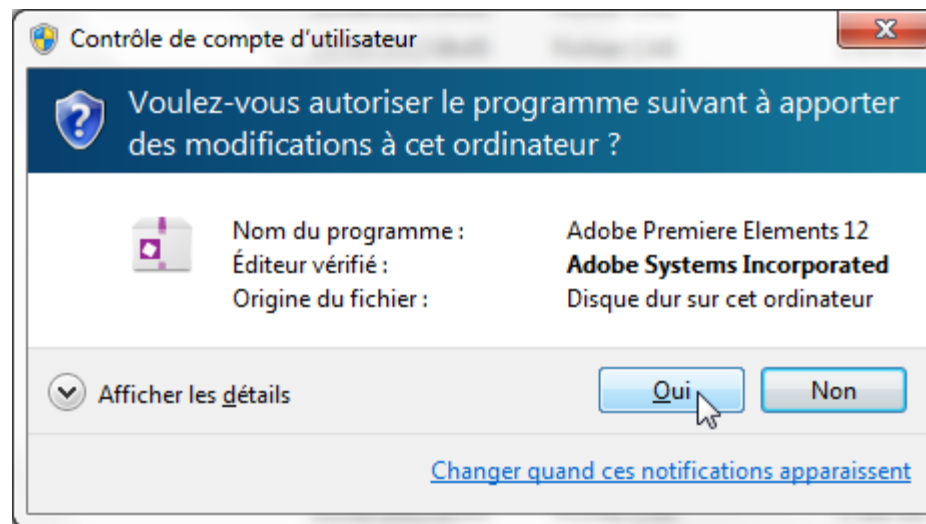 Contrôle de compte d'utilisateur
Voulez-vous autoriser le programme suivant à apporter
des modifications à cet ordinateur ?
Nom du programme : Adobe Premiere Elements 12
Éditeur vérifié : Adobe Systems Incorporated
Origine du fichier : Disque dur sur cet ordinateur
Afficher les détails Oui Non
Changer quand ces notifications apparaissent